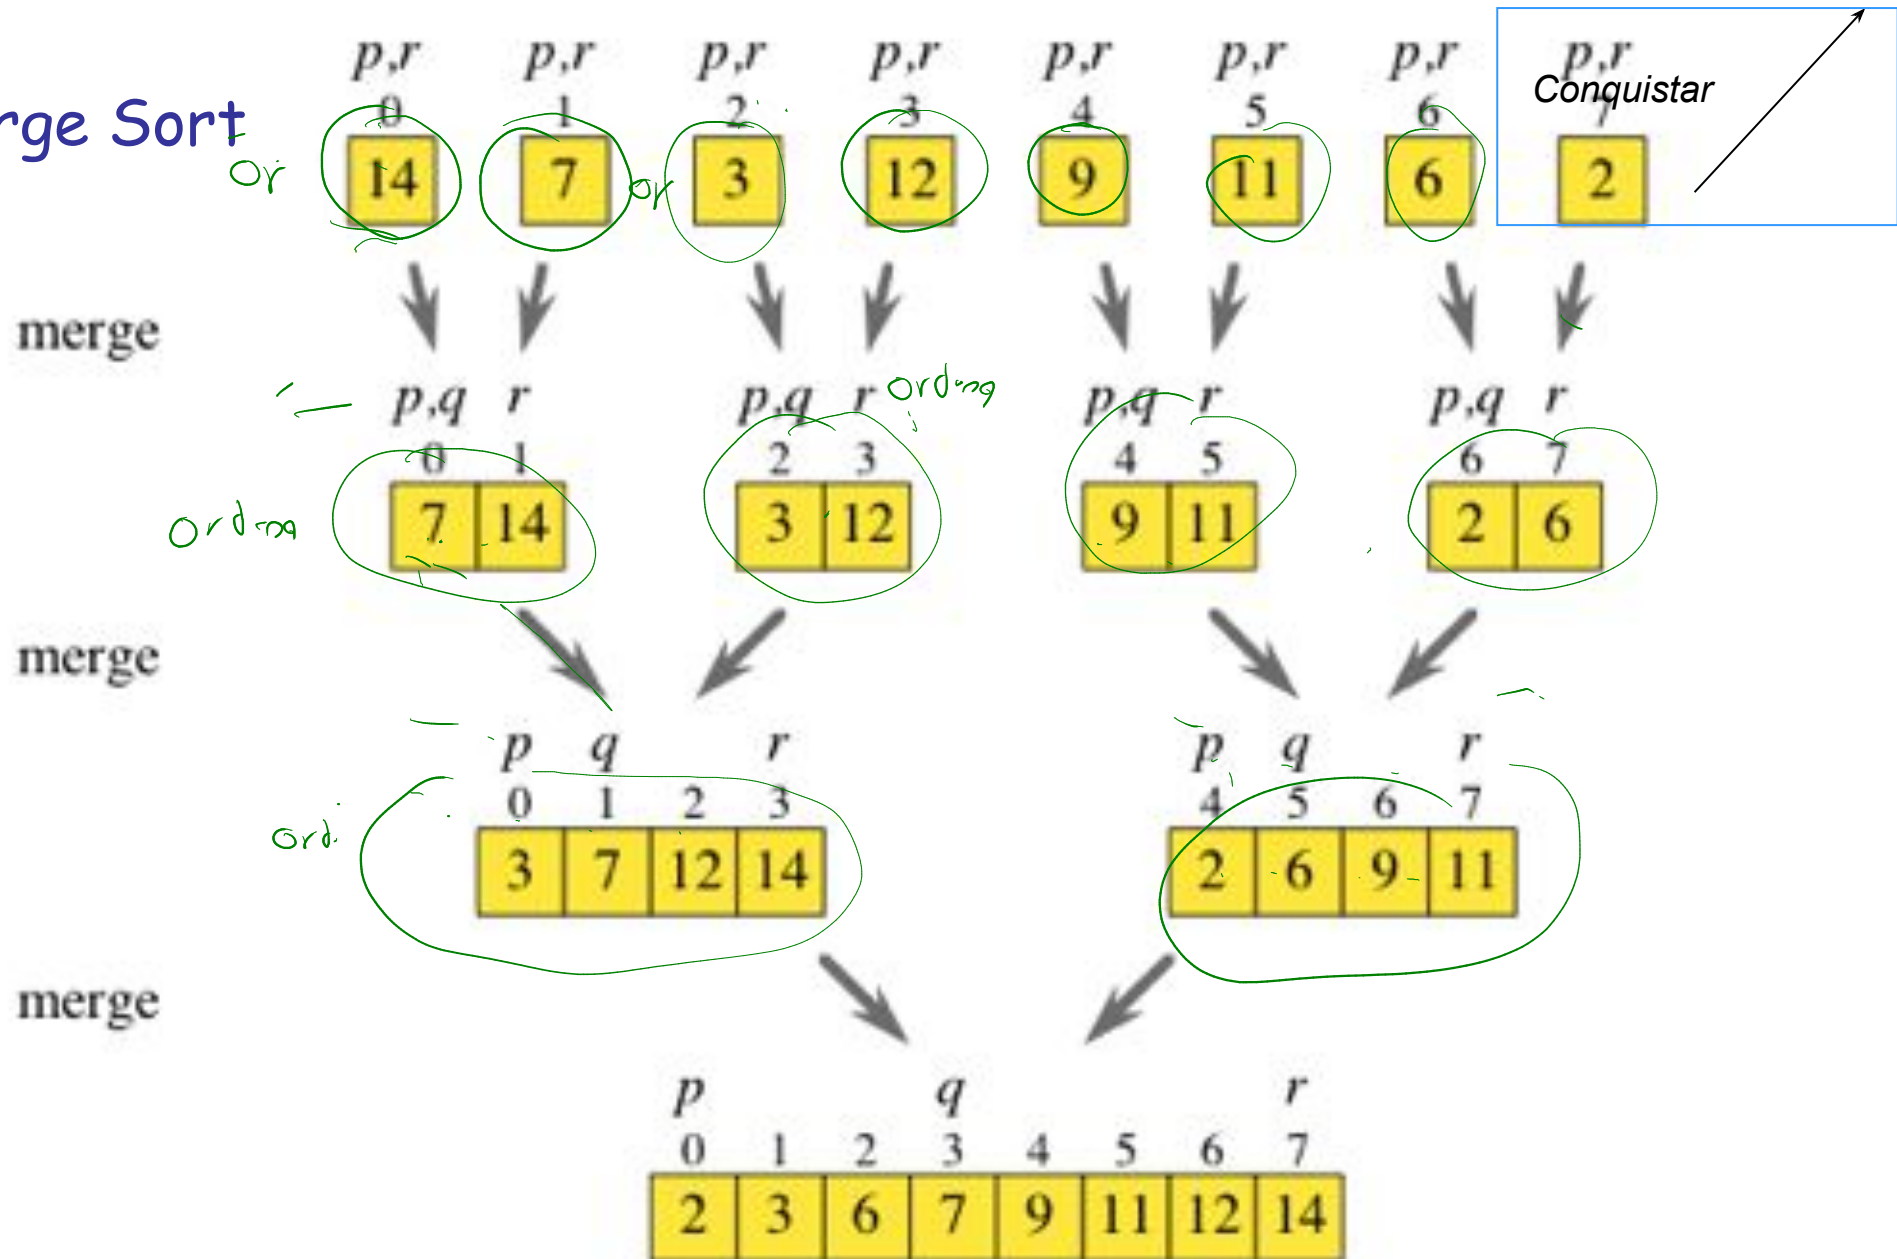 p,r p,r p,r p,r p,r p,r p,r p,r
Conquistar
rge Sort
0 1 2 3 4 5 6 7
or 14 7 or 3 12 9 11 6 2
merge
p,q r p,q r ordena p,q r p,q r
0 1 2 3 4 5 6 7
ordena 7 14 3 12 9 11 2 6
merge
p q r p q r
0 1 2 3 4 5 6 7
ord. 3 7 12 14 2 6 9 11
merge
p q r
0 1 2 3 4 5 6 7
2 3 6 7 9 11 12 14